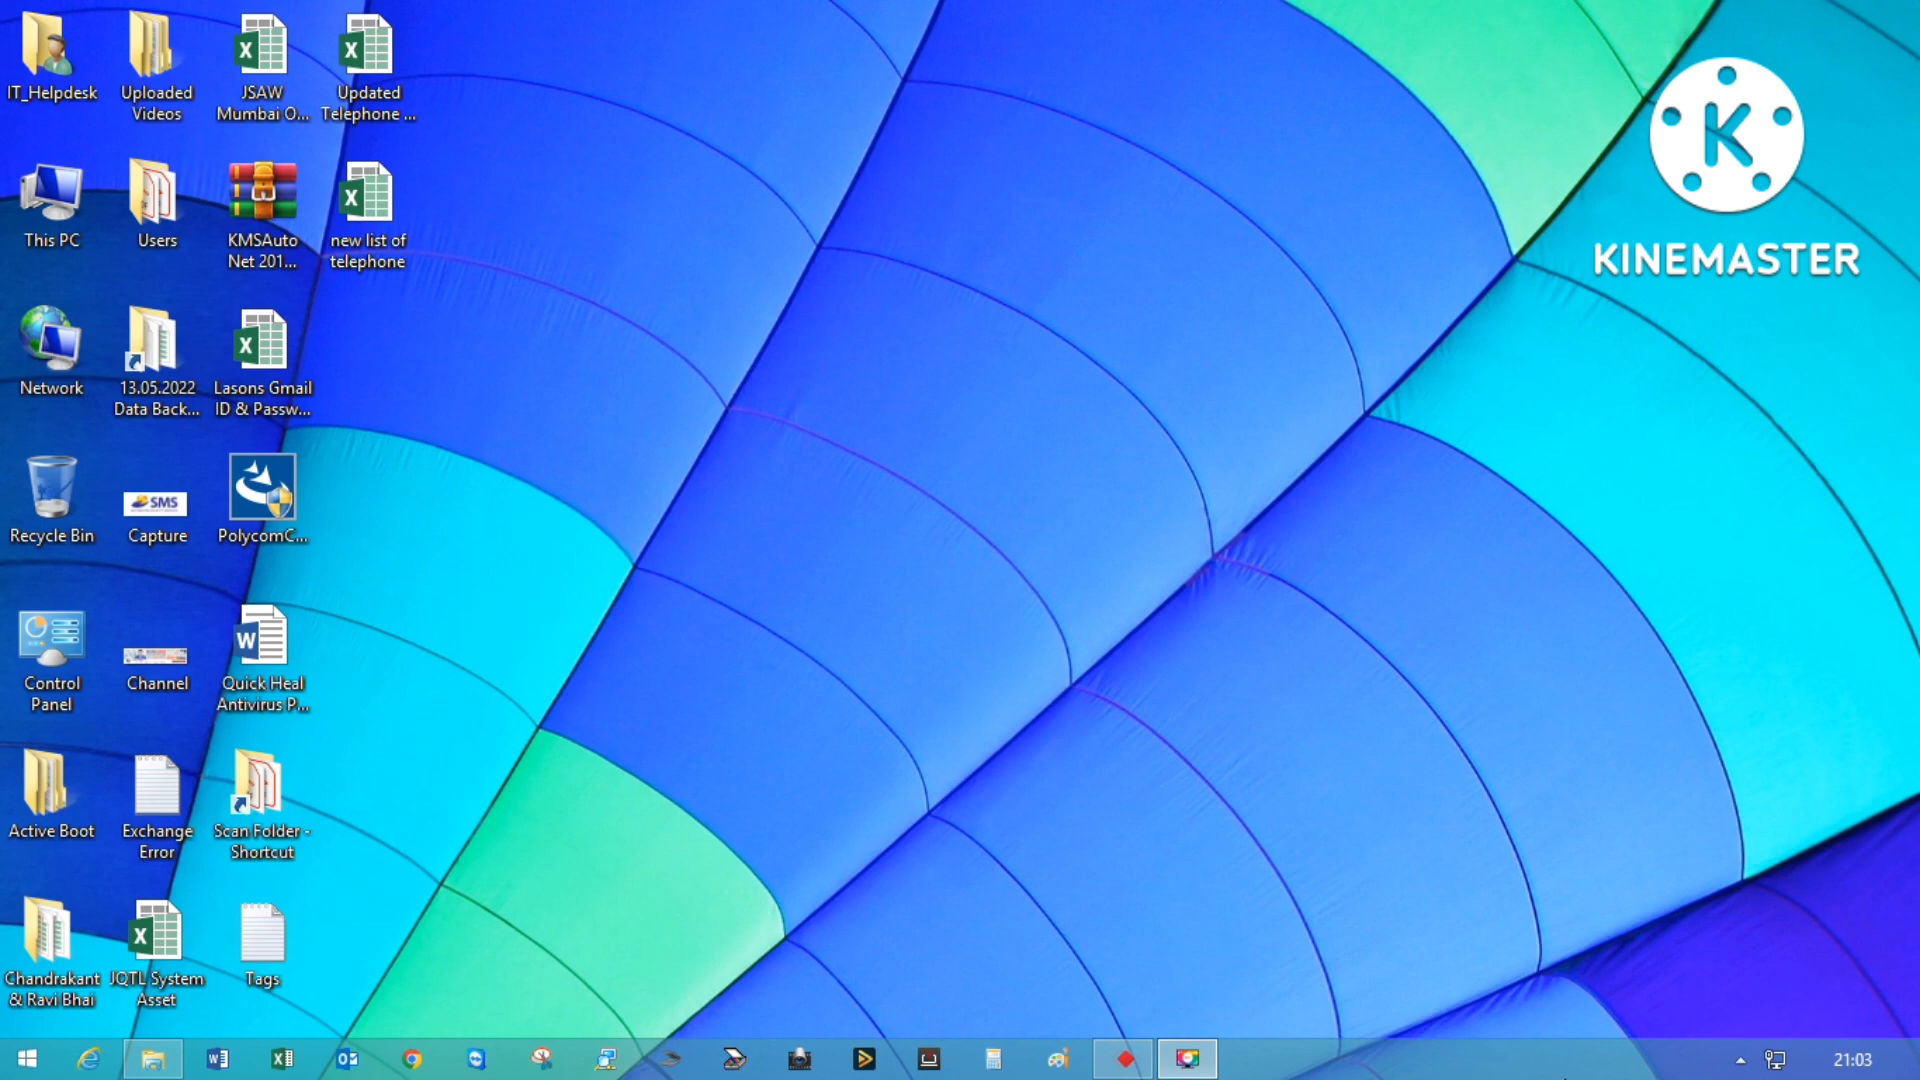 IT_Helpdesk
Uploaded
Videos
JSAW
Mumbai O...
Updated
Telephone ...
This PC
Users
KMSAuto
Net 201...
new list of
telephone
K
KINEMASTER
Network
13.05.2022
Data Back...
Lasons Gmail
ID & Passw...
Recycle Bin
SMS
Capture
PolycomC...
Control
Panel
Channel
Quick Heal
Antivirus P...
Active Boot
Exchange
Error
Scan Folder -
Shortcut
Chandrakant
& Ravi Bhai
JQTL System
Asset
Tags
21:03